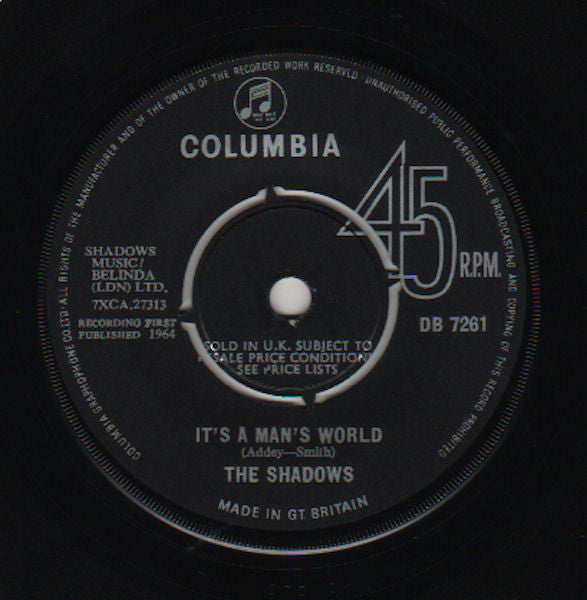 COLUMBIA GRAPHOPHONE CO. LTD · ALL RIGHTS OF THE MANUFACTURER AND OF THE OWNER OF THE RECORDED WORK RESERVED · UNAUTHORISED PUBLIC PERFORMANCE BROADCASTING AND COPYING OF THIS RECORD PROHIBITED
COLUMBIA
45
R.P.M.
SHADOWS
MUSIC/
BELINDA
(LDN) LTD.
7XCA.27313
RECORDING FIRST
PUBLISHED 1964
DB 7261
SOLD IN U.K. SUBJECT TO
PRICE CONDITIONS
SEE PRICE LISTS
IT'S A MAN'S WORLD
(Addey—Smith)
THE SHADOWS
MADE IN GT. BRITAIN